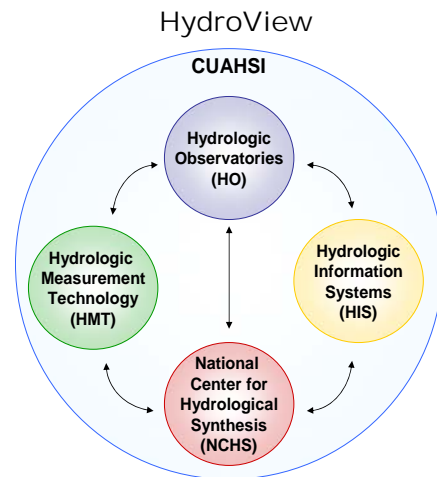 HydroView
CUAHSI
Hydrologic
Observatories
(HO)
Hydrologic
Measurement
Technology
(HMT)
Hydrologic
Information
Systems
(HIS)
National
Center for
Hydrological
Synthesis
(NCHS)